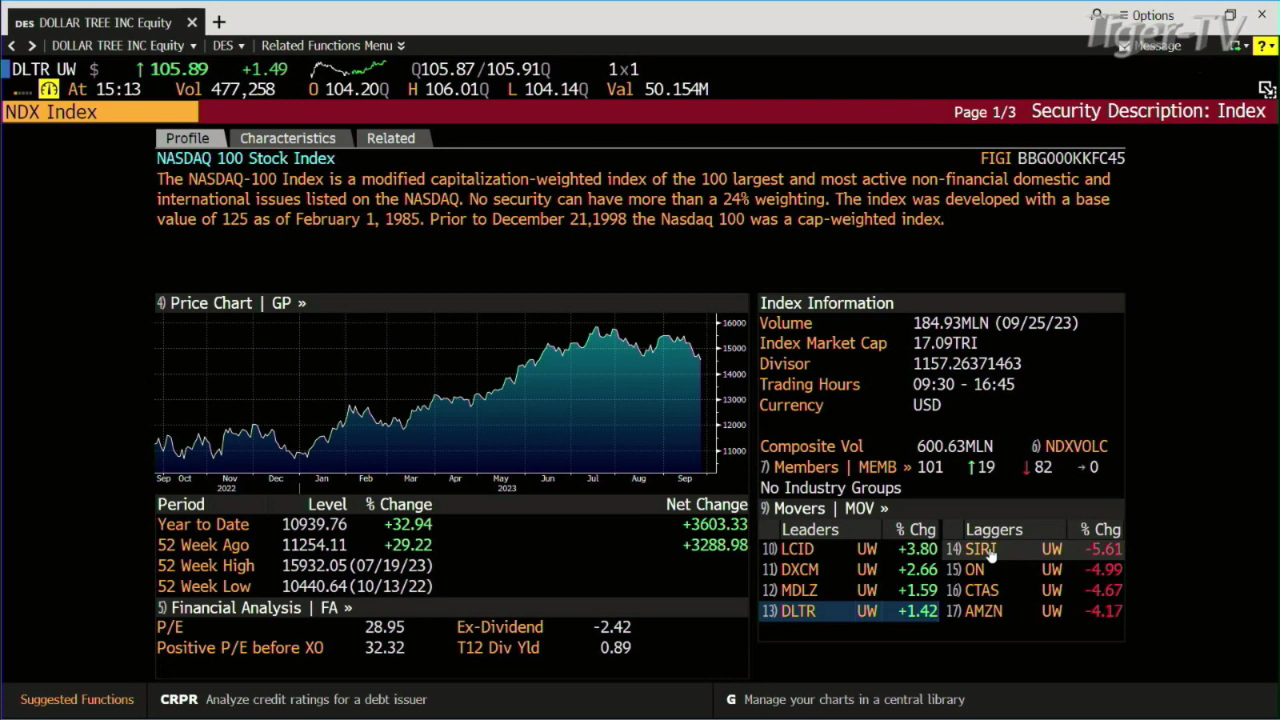 DES DOLLAR TREE INC Equity × +
Options
Tiger-TV
< > DOLLAR TREE INC Equity ▾ DES ▾ Related Functions Menu
Message
?
DLTR UW $ ↑ 105.89 +1.49 Q105.87/105.91Q 1x1
At 15:13 Vol 477,258 O 104.20Q H 106.01Q L 104.14Q Val 50.154M
NDX Index Page 1/3 Security Description: Index
Profile Characteristics Related
NASDAQ 100 Stock Index FIGI BBG000KKFC45
The NASDAQ-100 Index is a modified capitalization-weighted index of the 100 largest and most active non-financial domestic and
international issues listed on the NASDAQ. No security can have more than a 24% weighting. The index was developed with a base
value of 125 as of February 1, 1985. Prior to December 21,1998 the Nasdaq 100 was a cap-weighted index.
4) Price Chart | GP »
16000
15000
14000
13000
12000
11000
Sep Oct Nov Dec Jan Feb Mar Apr May Jun Jul Aug Sep
2022 2023
Index Information
Volume 184.93MLN (09/25/23)
Index Market Cap 17.09TRI
Divisor 1157.26371463
Trading Hours 09:30 - 16:45
Currency USD
Composite Vol 600.63MLN 6) NDXVOLC
7) Members | MEMB » 101 ↑19 ↓82 →0
No Industry Groups
Period Level % Change Net Change
Year to Date 10939.76 +32.94 +3603.33
52 Week Ago 11254.11 +29.22 +3288.98
52 Week High 15932.05 (07/19/23)
52 Week Low 10440.64 (10/13/22)
5) Financial Analysis | FA »
P/E 28.95 Ex-Dividend -2.42
Positive P/E before XO 32.32 T12 Div Yld 0.89
9) Movers | MOV »
Leaders % Chg Laggers % Chg
10) LCID UW +3.80 14) SIRI UW -5.61
11) DXCM UW +2.66 15) ON UW -4.99
12) MDLZ UW +1.59 16) CTAS UW -4.67
13) DLTR UW +1.42 17) AMZN UW -4.17
Suggested Functions CRPR Analyze credit ratings for a debt issuer G Manage your charts in a central library